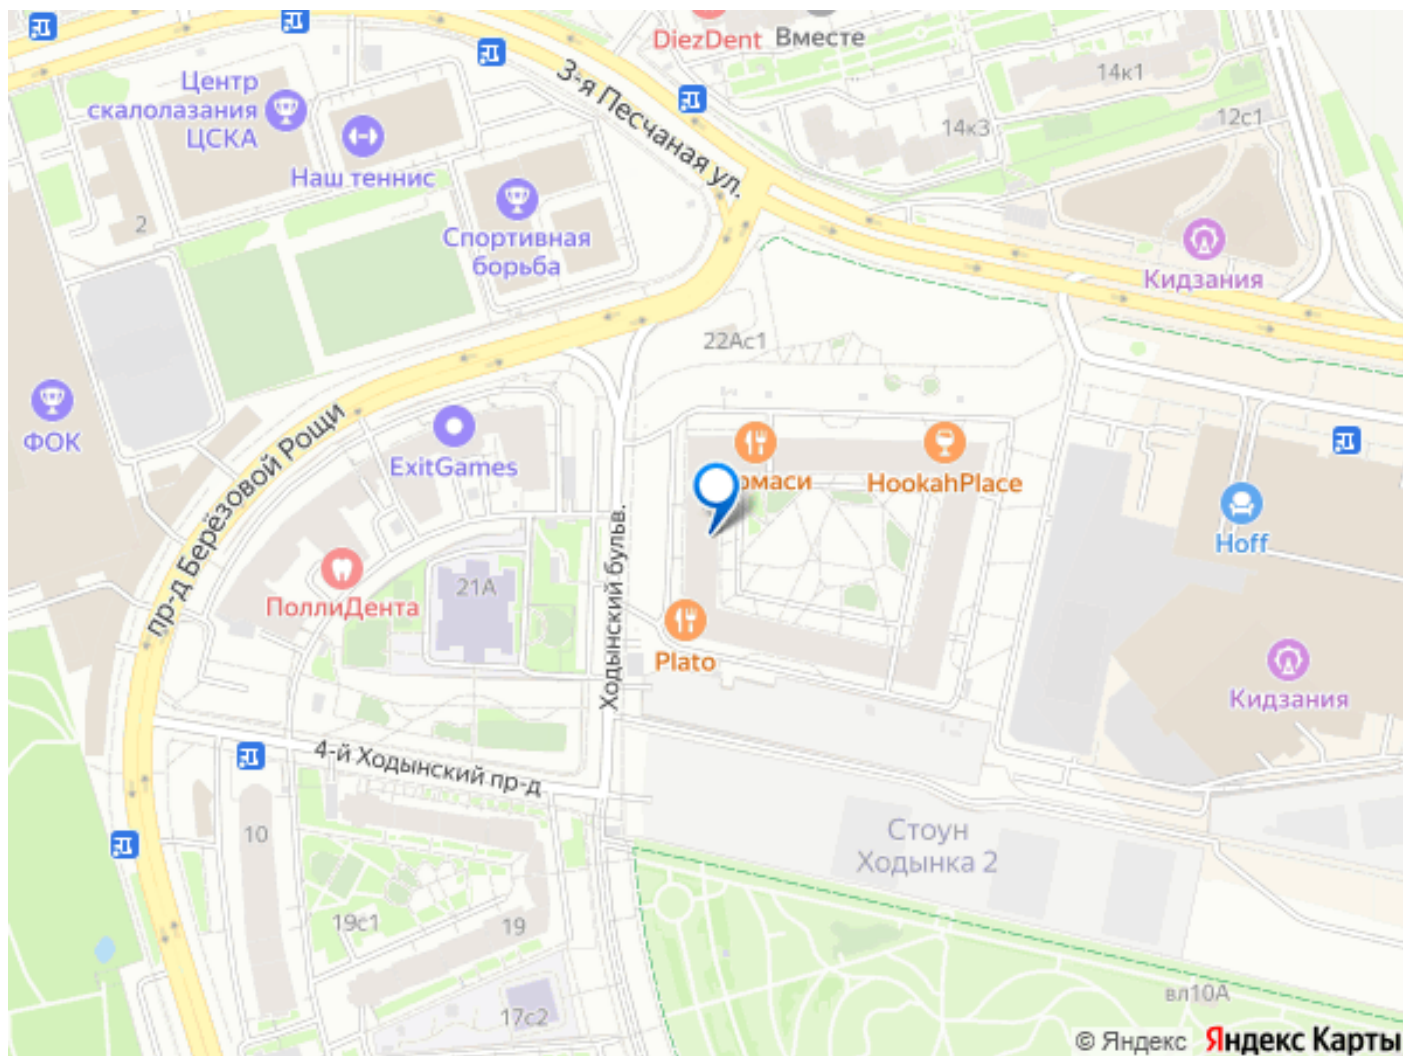 DiezDent
Вместе
Центр
скалолазания
ЦСКА
3-я Песчаная ул.
14к1
14к3
12с1
Наш теннис
2
Спортивная
борьба
Кидзания
22Ас1
ФОК
ExitGames
пр-д Берёзовой Рощи
HookahPlace
Hoff
Ходынский бульв.
21А
ПоллиДента
Plato
Кидзания
4-й Ходынский пр-д
10
Стоун
Ходынка 2
19с1
19
17с2
вл10А
© Яндекс Яндекс Карты